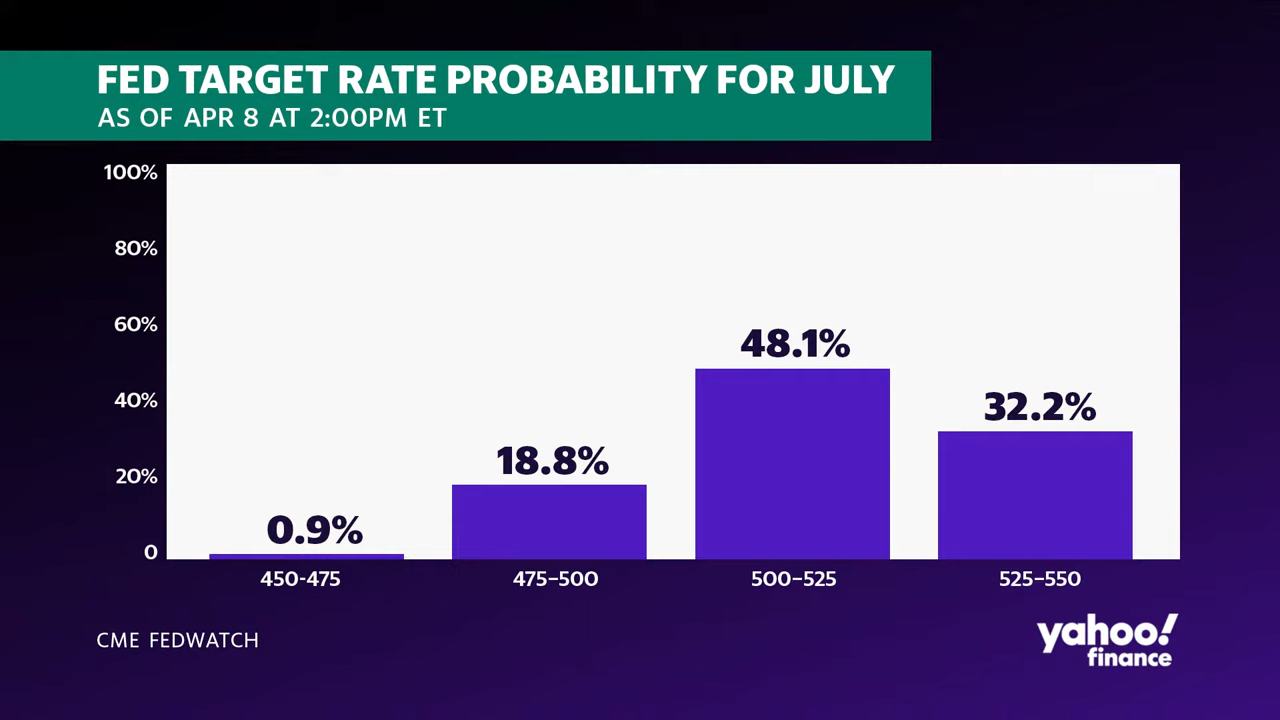 FED TARGET RATE PROBABILITY FOR JULY
AS OF APR 8 AT 2:00PM ET
100%
80%
60%
40%
20%
0
0.9%
18.8%
48.1%
32.2%
450-475
475–500
500–525
525–550
CME FEDWATCH
yahoo!
finance